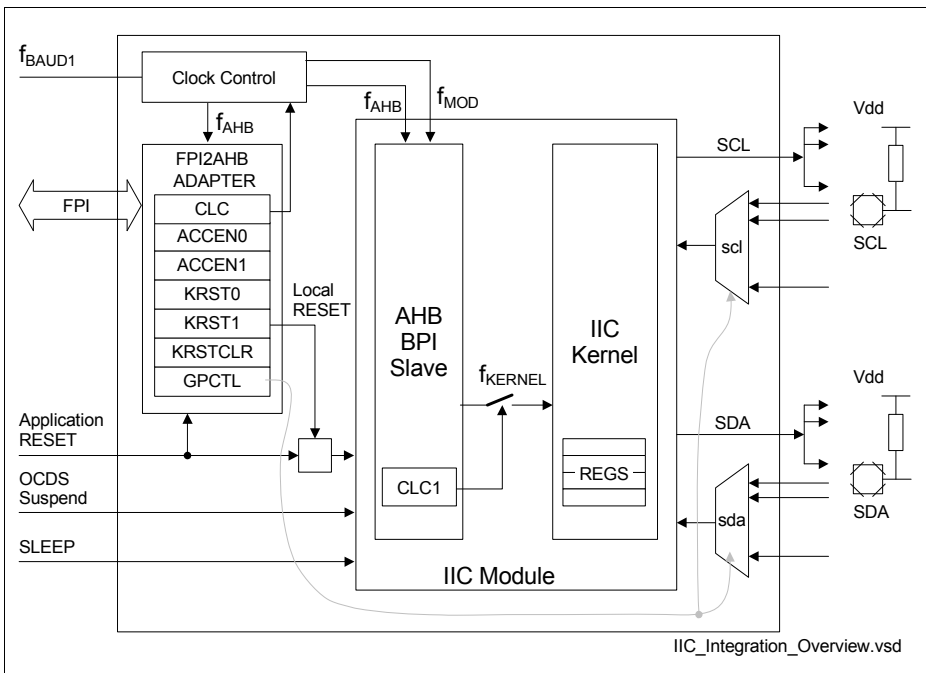 fBAUD1
Clock Control
fAHB
fMOD
fAHB
Vdd
FPI2AHB
ADAPTER
SCL
FPI
CLC
ACCEN0
ACCEN1
KRST0
KRST1
KRSTCLR
GPCTL
scl
SCL
Local
RESET
AHB
BPI
Slave
IIC
Kernel
fKERNEL
Vdd
Application
RESET
SDA
OCDS
Suspend
CLC1
REGS
sda
SDA
SLEEP
IIC Module
IIC_Integration_Overview.vsd